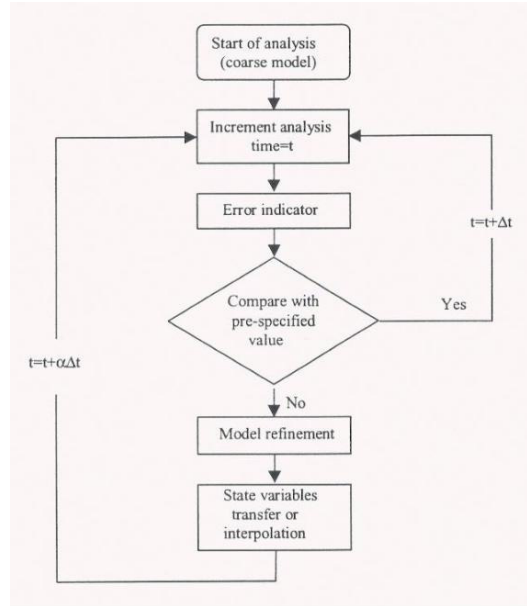 Start of analysis
(coarse model)
Increment analysis
time=t
Error indicator
t=t+Δt
Compare with
pre-specified
value
Yes
t=t+αΔt
No
Model refinement
State variables
transfer or
interpolation